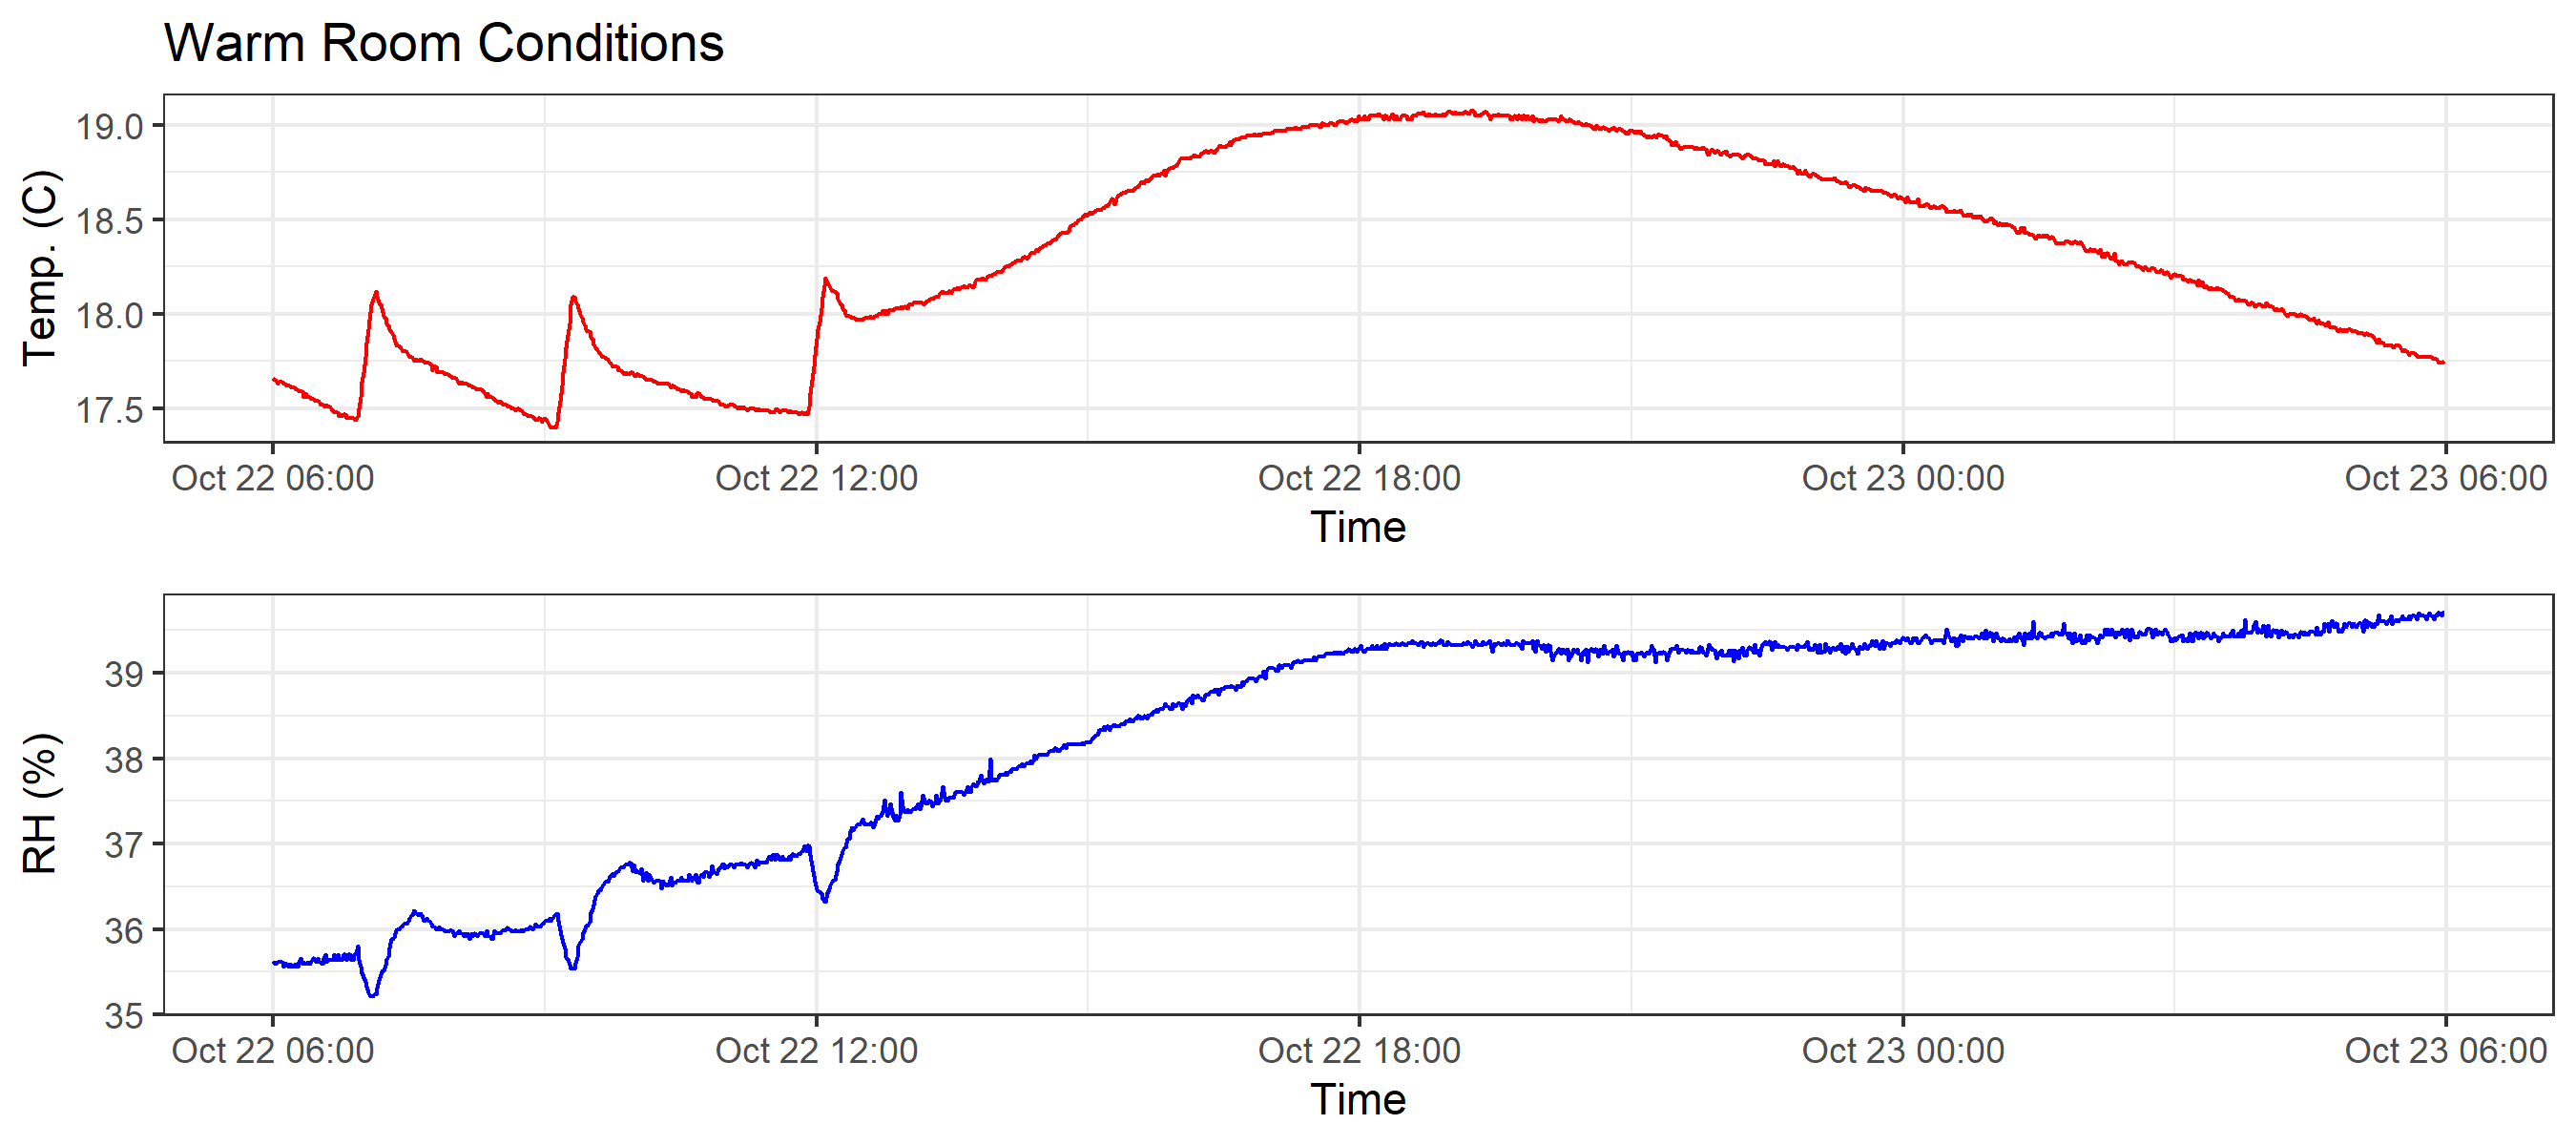 Warm Room Conditions
Temp. (C)
19.0
18.5
18.0
17.5
Oct 22 06:00 Oct 22 12:00 Oct 22 18:00 Oct 23 00:00 Oct 23 06:00
Time
RH (%)
39
38
37
36
35
Oct 22 06:00 Oct 22 12:00 Oct 22 18:00 Oct 23 00:00 Oct 23 06:00
Time